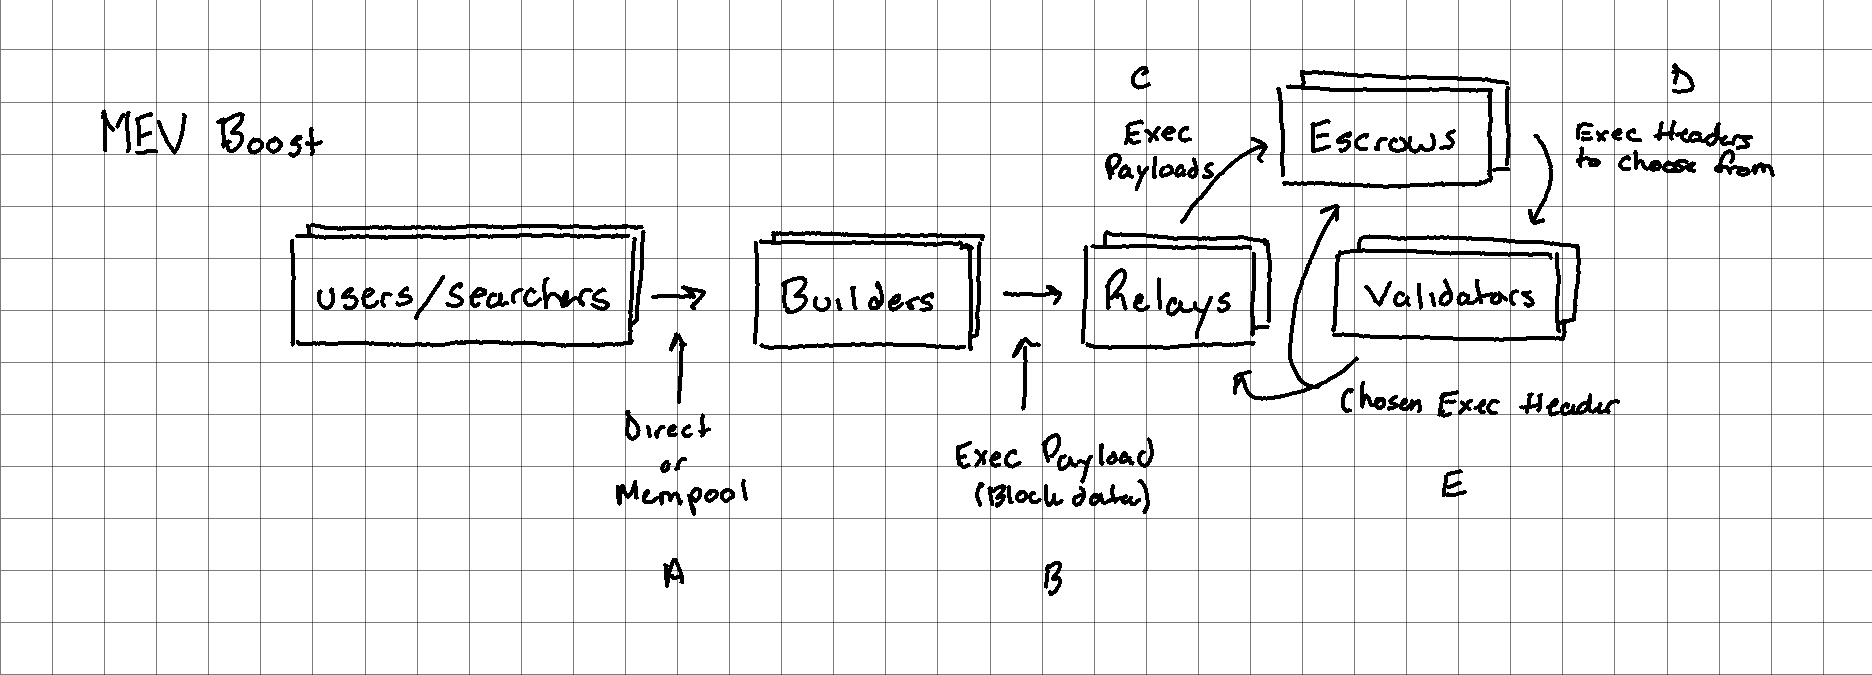 MEV Boost
C
Exec
Payloads
Escrows
D
Exec Headers
to choose from
users/searchers
Builders
Relays
Validators
Direct
or
Mempool
A
Exec Payload
(Block data)
B
Chosen Exec Header
E